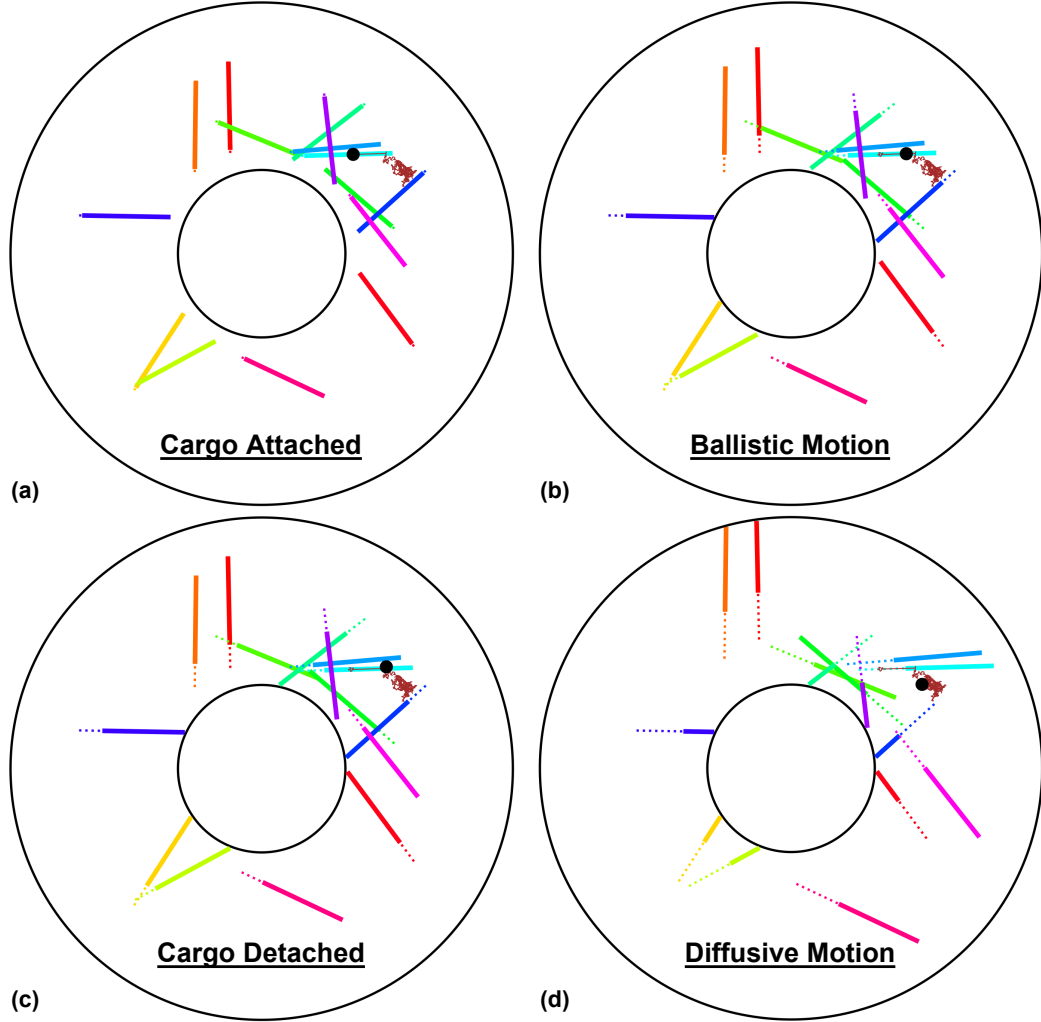 Cargo Attached
(a)
Ballistic Motion
(b)
Cargo Detached
(c)
Diffusive Motion
(d)